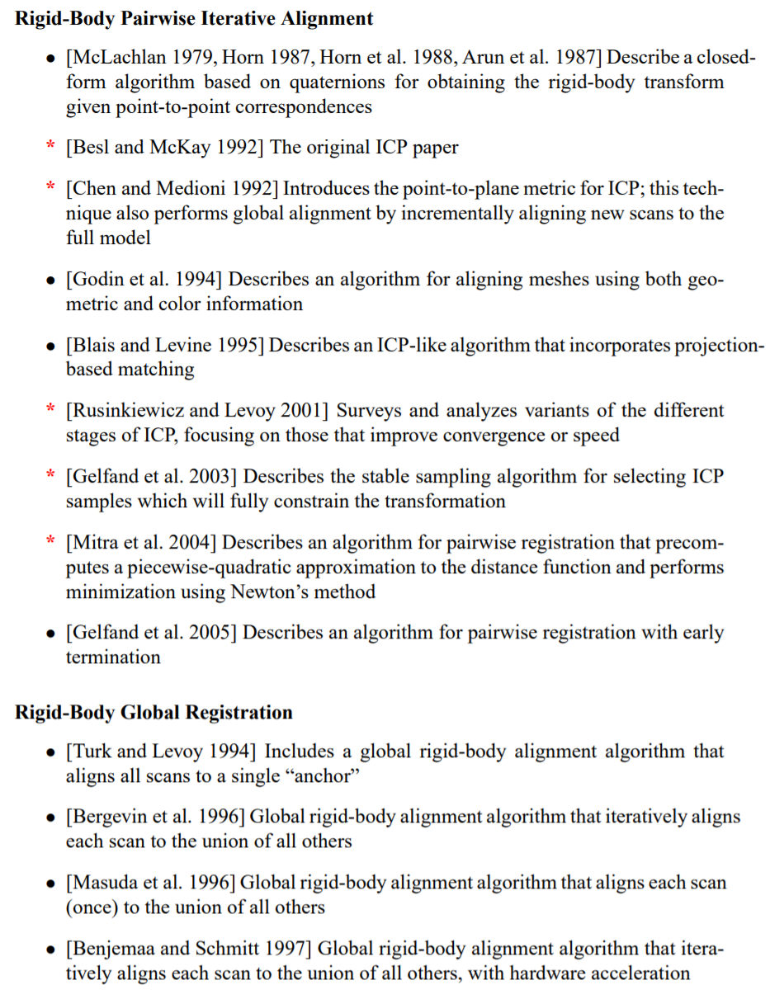 Rigid-Body Pairwise Iterative Alignment
• [McLachlan 1979, Horn 1987, Horn et al. 1988, Arun et al. 1987] Describe a closed-
form algorithm based on quaternions for obtaining the rigid-body transform
given point-to-point correspondences
* [Besl and McKay 1992] The original ICP paper
* [Chen and Medioni 1992] Introduces the point-to-plane metric for ICP; this tech-
nique also performs global alignment by incrementally aligning new scans to the
full model
• [Godin et al. 1994] Describes an algorithm for aligning meshes using both geo-
metric and color information
• [Blais and Levine 1995] Describes an ICP-like algorithm that incorporates projection-
based matching
* [Rusinkiewicz and Levoy 2001] Surveys and analyzes variants of the different
stages of ICP, focusing on those that improve convergence or speed
* [Gelfand et al. 2003] Describes the stable sampling algorithm for selecting ICP
samples which will fully constrain the transformation
* [Mitra et al. 2004] Describes an algorithm for pairwise registration that precom-
putes a piecewise-quadratic approximation to the distance function and performs
minimization using Newton’s method
• [Gelfand et al. 2005] Describes an algorithm for pairwise registration with early
termination
Rigid-Body Global Registration
• [Turk and Levoy 1994] Includes a global rigid-body alignment algorithm that
aligns all scans to a single “anchor”
• [Bergevin et al. 1996] Global rigid-body alignment algorithm that iteratively aligns
each scan to the union of all others
• [Masuda et al. 1996] Global rigid-body alignment algorithm that aligns each scan
(once) to the union of all others
• [Benjemaa and Schmitt 1997] Global rigid-body alignment algorithm that itera-
tively aligns each scan to the union of all others, with hardware acceleration